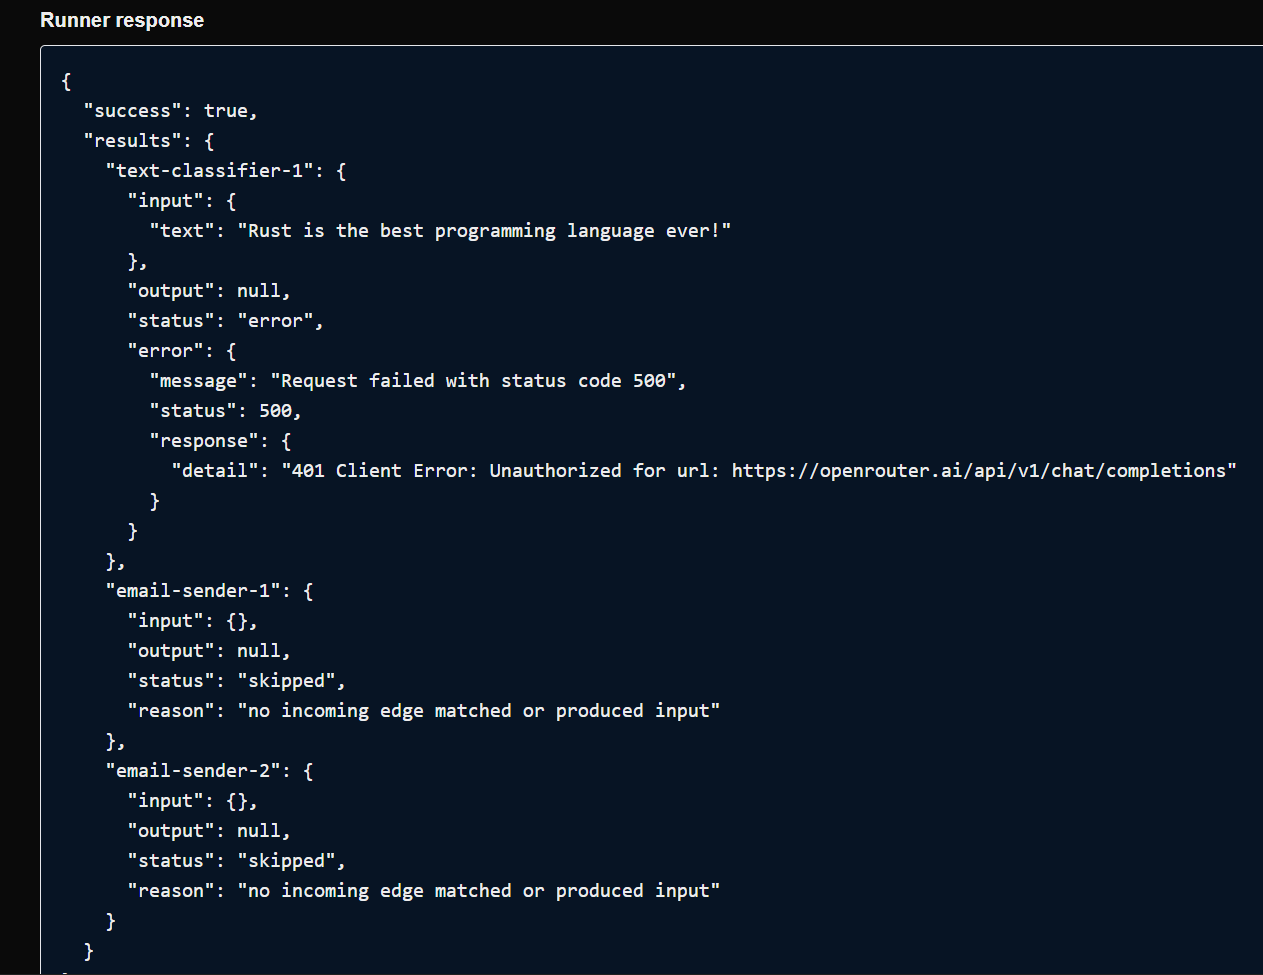 Runner response
{
  "success": true,
  "results": {
    "text-classifier-1": {
      "input": {
        "text": "Rust is the best programming language ever!"
      },
      "output": null,
      "status": "error",
      "error": {
        "message": "Request failed with status code 500",
        "status": 500,
        "response": {
          "detail": "401 Client Error: Unauthorized for url: https://openrouter.ai/api/v1/chat/completions"
        }
      }
    },
    "email-sender-1": {
      "input": {},
      "output": null,
      "status": "skipped",
      "reason": "no incoming edge matched or produced input"
    },
    "email-sender-2": {
      "input": {},
      "output": null,
      "status": "skipped",
      "reason": "no incoming edge matched or produced input"
    }
  }